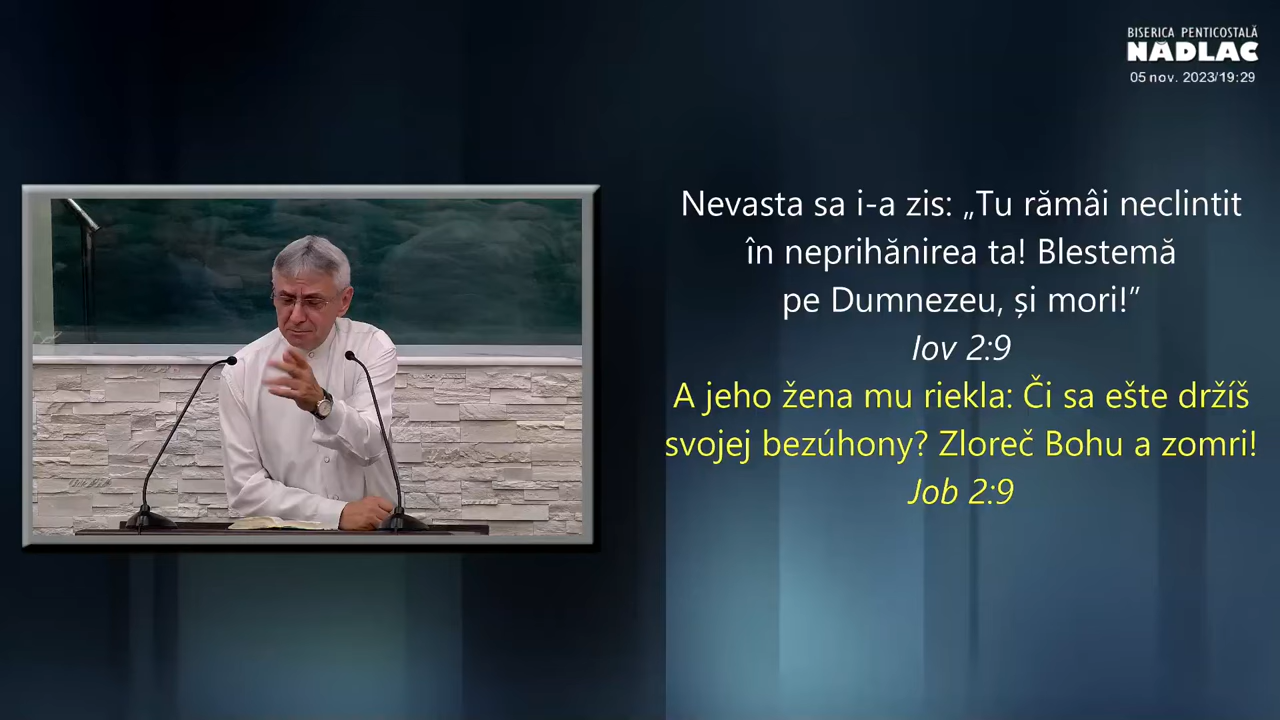 BISERICA PENTICOSTALĂ
NĂDLAC
05 nov. 2023/19:29
Nevasta sa i-a zis: „Tu rămâi neclintit
în neprihănirea ta! Blestemă
pe Dumnezeu, și mori!”
Iov 2:9
A jeho žena mu riekla: Či sa ešte držíš
svojej bezúhony? Zloreč Bohu a zomri!
Job 2:9